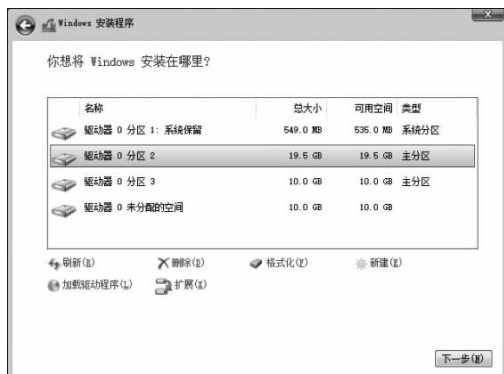 Windows 安装程序
你想将 Windows 安装在哪里?
名称 总大小 可用空间 类型
驱动器 0 分区 1: 系统保留 549.0 MB 535.0 MB 系统分区
驱动器 0 分区 2 19.5 GB 19.5 GB 主分区
驱动器 0 分区 3 10.0 GB 10.0 GB 主分区
驱动器 0 未分配的空间 10.0 GB 10.0 GB
刷新(R) 删除(D) 格式化(F) 新建(E)
加载驱动程序(L) 扩展(X)
下一步(N)